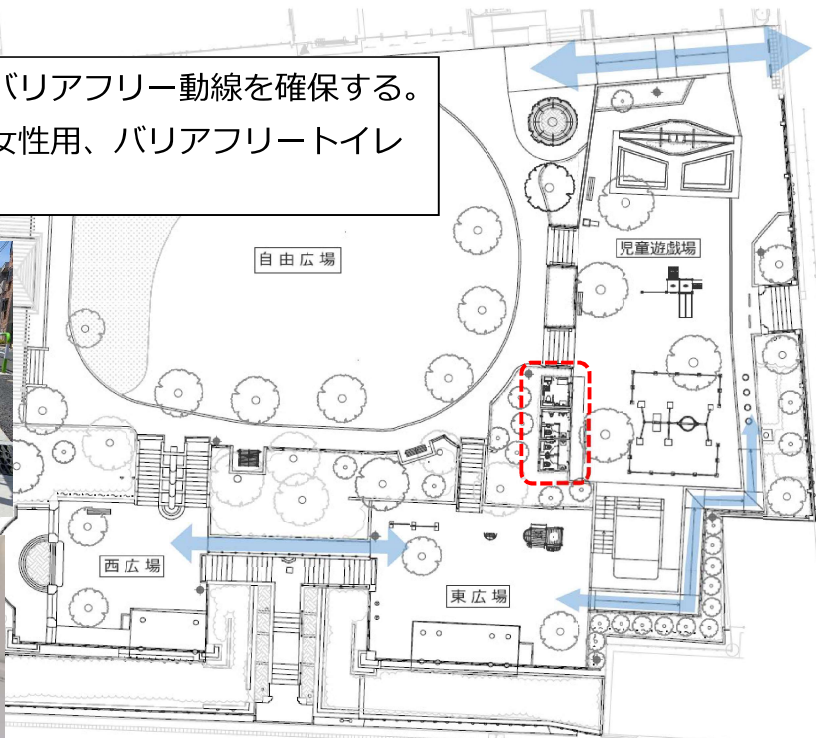 バリアフリー動線を確保する。
女性用、バリアフリートイレ
自由広場
児童遊戯場
西広場
東広場